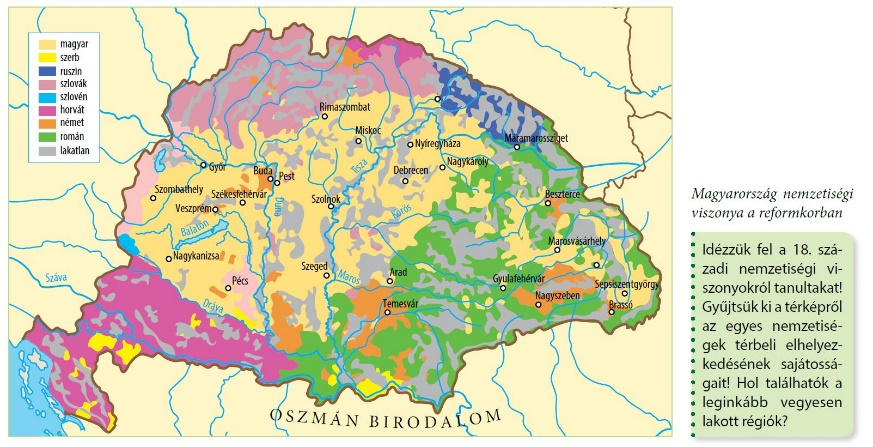 magyar
szerb
ruszin
szlovák
szlovén
horvát
német
román
lakatlan
Rimaszombat
Miskoc
Nyíregyháza
Máramarossziget
Nagykároly
Debrecen
Tisza
Győr
Buda
Pest
Szombathely
Székesfehérvár
Veszprém
Szolnok
Duna
Balaton
Körös
Beszterce
Marosvásárhely
Nagykanizsa
Szeged
Maros
Arad
Gyulafehérvár
Sepsiszentgyörgy
Pécs
Temesvár
Nagyszeben
Brassó
Száva
Dráva
OSZMÁN BIRODALOM
Magyarország nemzetiségi
viszonya a reformkorban
Idézzük fel a 18. szá-
zadi nemzetiségi vi-
szonyokról tanultakat!
Gyűjtsük ki a térképről
az egyes nemzetisé-
gek térbeli elhelyez-
kedésének sajátossá-
gait! Hol találhatók a
leginkább vegyesen
lakott régiók?